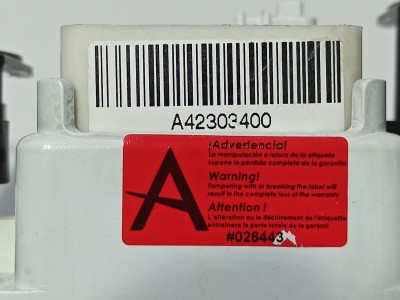 A42303400
¡Advertencia!
La manipulación o rotura de la etiqueta
supone la pérdida completa de la garantía
Warning!
Tampering with or breaking the label will
result in the complete loss of the warranty
A
Attention !
L'altération ou le déchirement de l'étiquette
entraînera la perte totale de la garanti
#026443